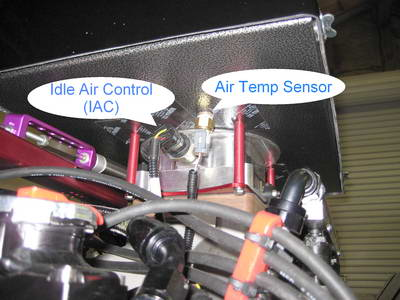 Idle Air Control
(IAC)
Air Temp Sensor